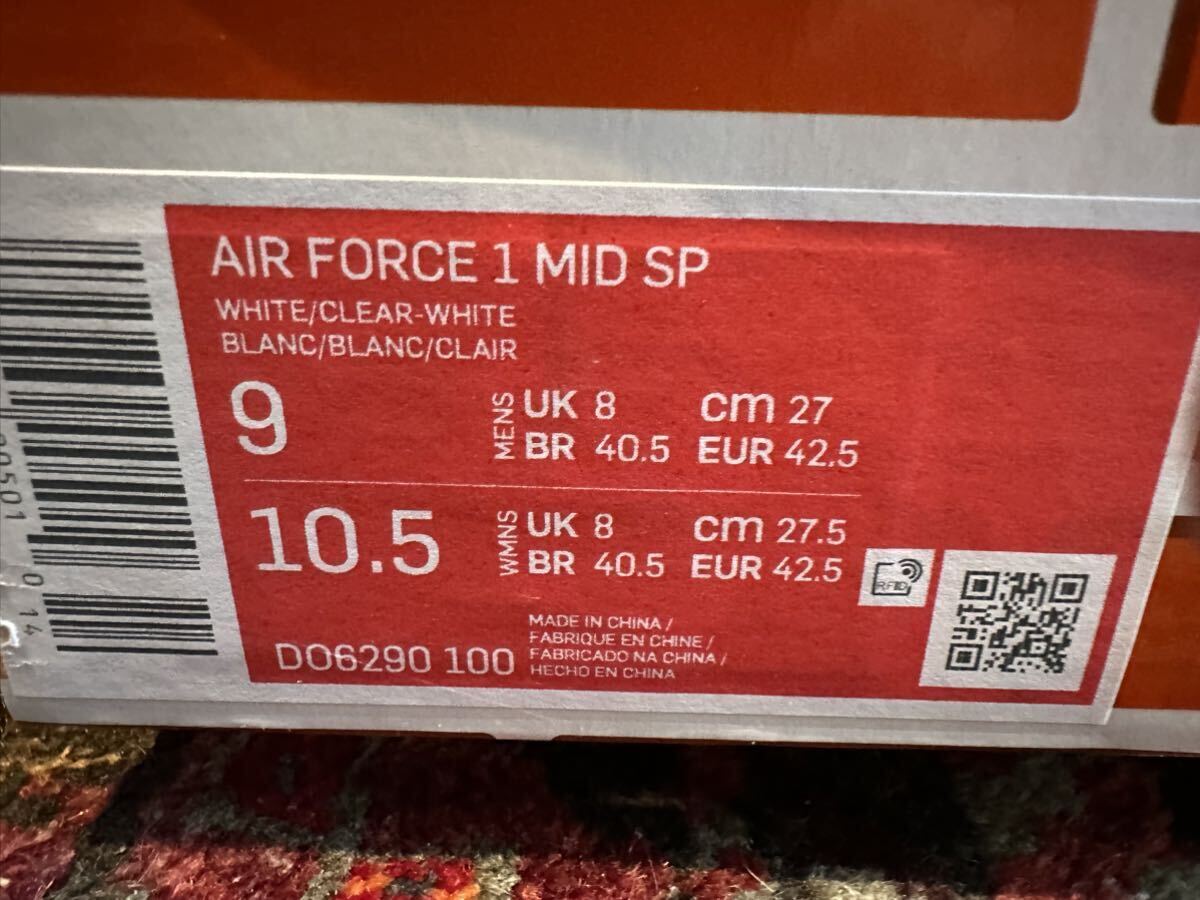 AIR FORCE 1 MID SP
WHITE/CLEAR-WHITE
BLANC/BLANC/CLAIR
9
MENS
UK 8 cm 27
BR 40.5 EUR 42.5
10.5
WMNS
UK 8 cm 27.5
BR 40.5 EUR 42.5
RFID
DO6290 100
MADE IN CHINA /
FABRIQUE EN CHINE /
FABRICADO NA CHINA /
HECHO EN CHINA